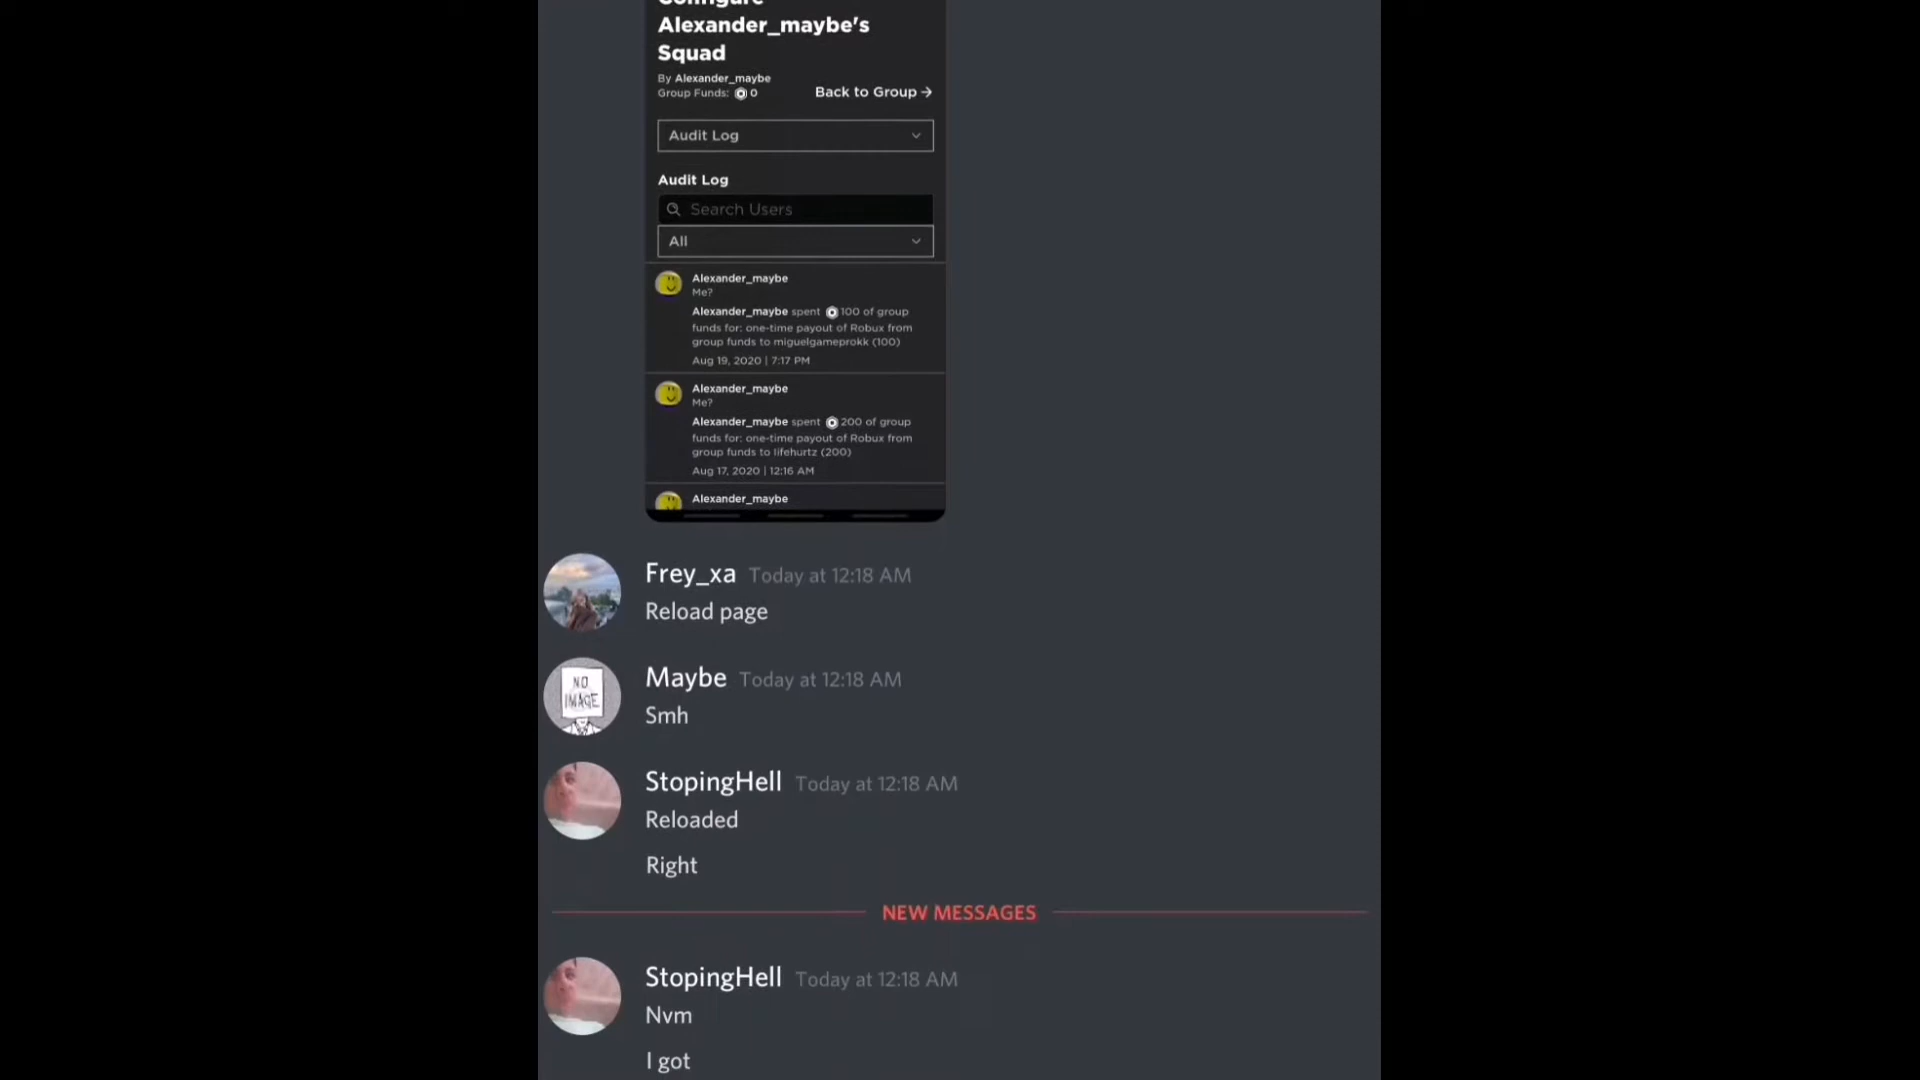 Configure
Alexander_maybe's
Squad
By Alexander_maybe
Group Funds: 0
Back to Group →
Audit Log
Audit Log
Search Users
All
Alexander_maybe
Me?
Alexander_maybe spent 100 of group
funds for: one-time payout of Robux from
group funds to miguelgameprokk (100)
Aug 19, 2020 | 7:17 PM
Alexander_maybe
Me?
Alexander_maybe spent 200 of group
funds for: one-time payout of Robux from
group funds to lifehurtz (200)
Aug 17, 2020 | 12:16 AM
Alexander_maybe
Frey_xa Today at 12:18 AM
Reload page
NO
IMAGE
Maybe Today at 12:18 AM
Smh
StopingHell Today at 12:18 AM
Reloaded
Right
NEW MESSAGES
StopingHell Today at 12:18 AM
Nvm
I got